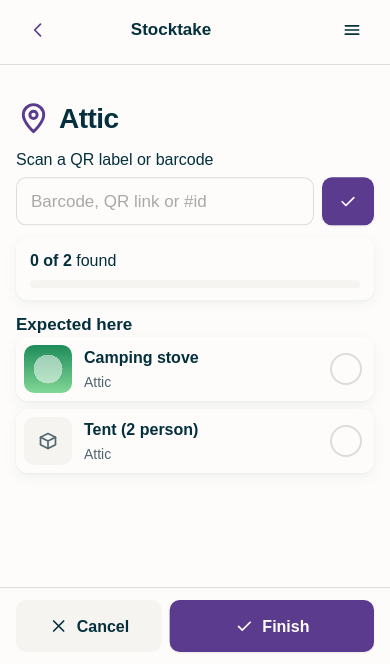 Stocktake
Attic
Scan a QR label or barcode
Barcode, QR link or #id
0 of 2 found
Expected here
Camping stove
Attic
Tent (2 person)
Attic
Cancel
Finish